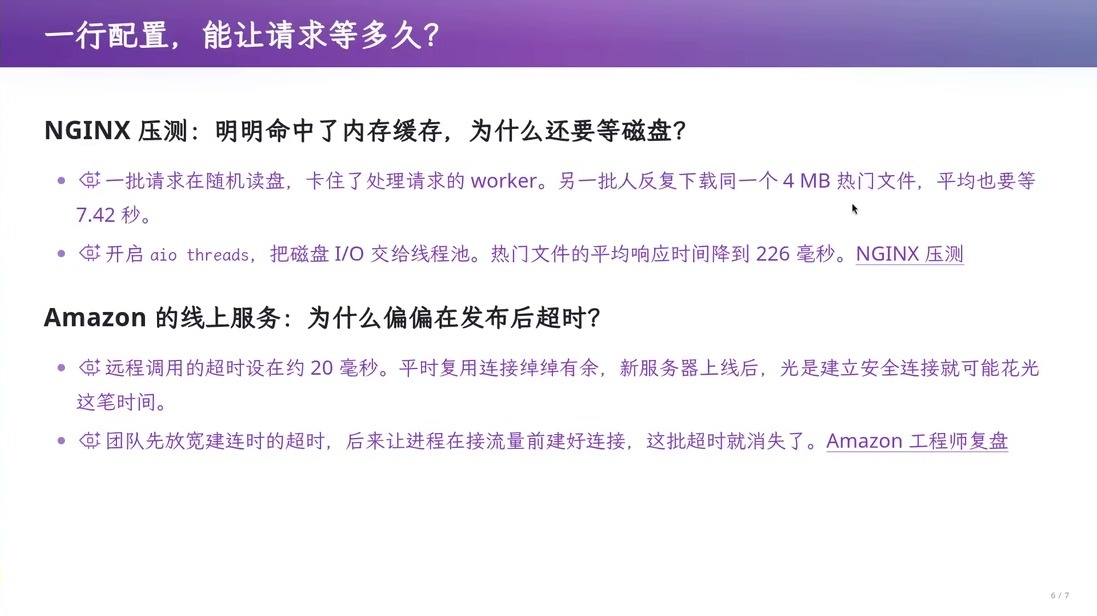 一行配置，能让请求等多久？
NGINX 压测：明明命中了内存缓存，为什么还要等磁盘？
一批请求在随机读盘，卡住了处理请求的 worker。另一批人反复下载同一个 4 MB 热门文件，平均也要等
7.42 秒。
开启 aio threads，把磁盘 I/O 交给线程池。热门文件的平均响应时间降到 226 毫秒。NGINX 压测
Amazon 的线上服务：为什么偏偏在发布后超时？
远程调用的超时设在约 20 毫秒。平时复用连接绰绰有余，新服务器上线后，光是建立安全连接就可能花光
这笔时间。
团队先放宽建连时的超时，后来让进程在接流量前建好连接，这批超时就消失了。Amazon 工程师复盘
6 / 7